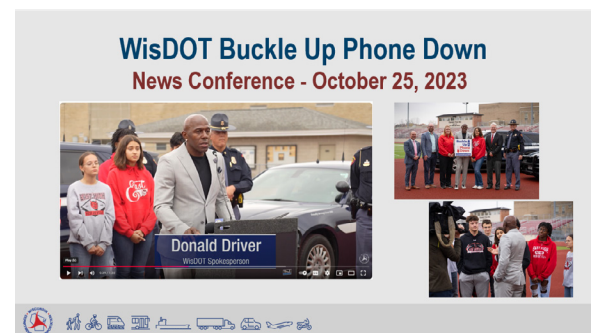 WisDOT Buckle Up Phone Down
News Conference - October 25, 2023
Donald Driver
WisDOT Spokesperson